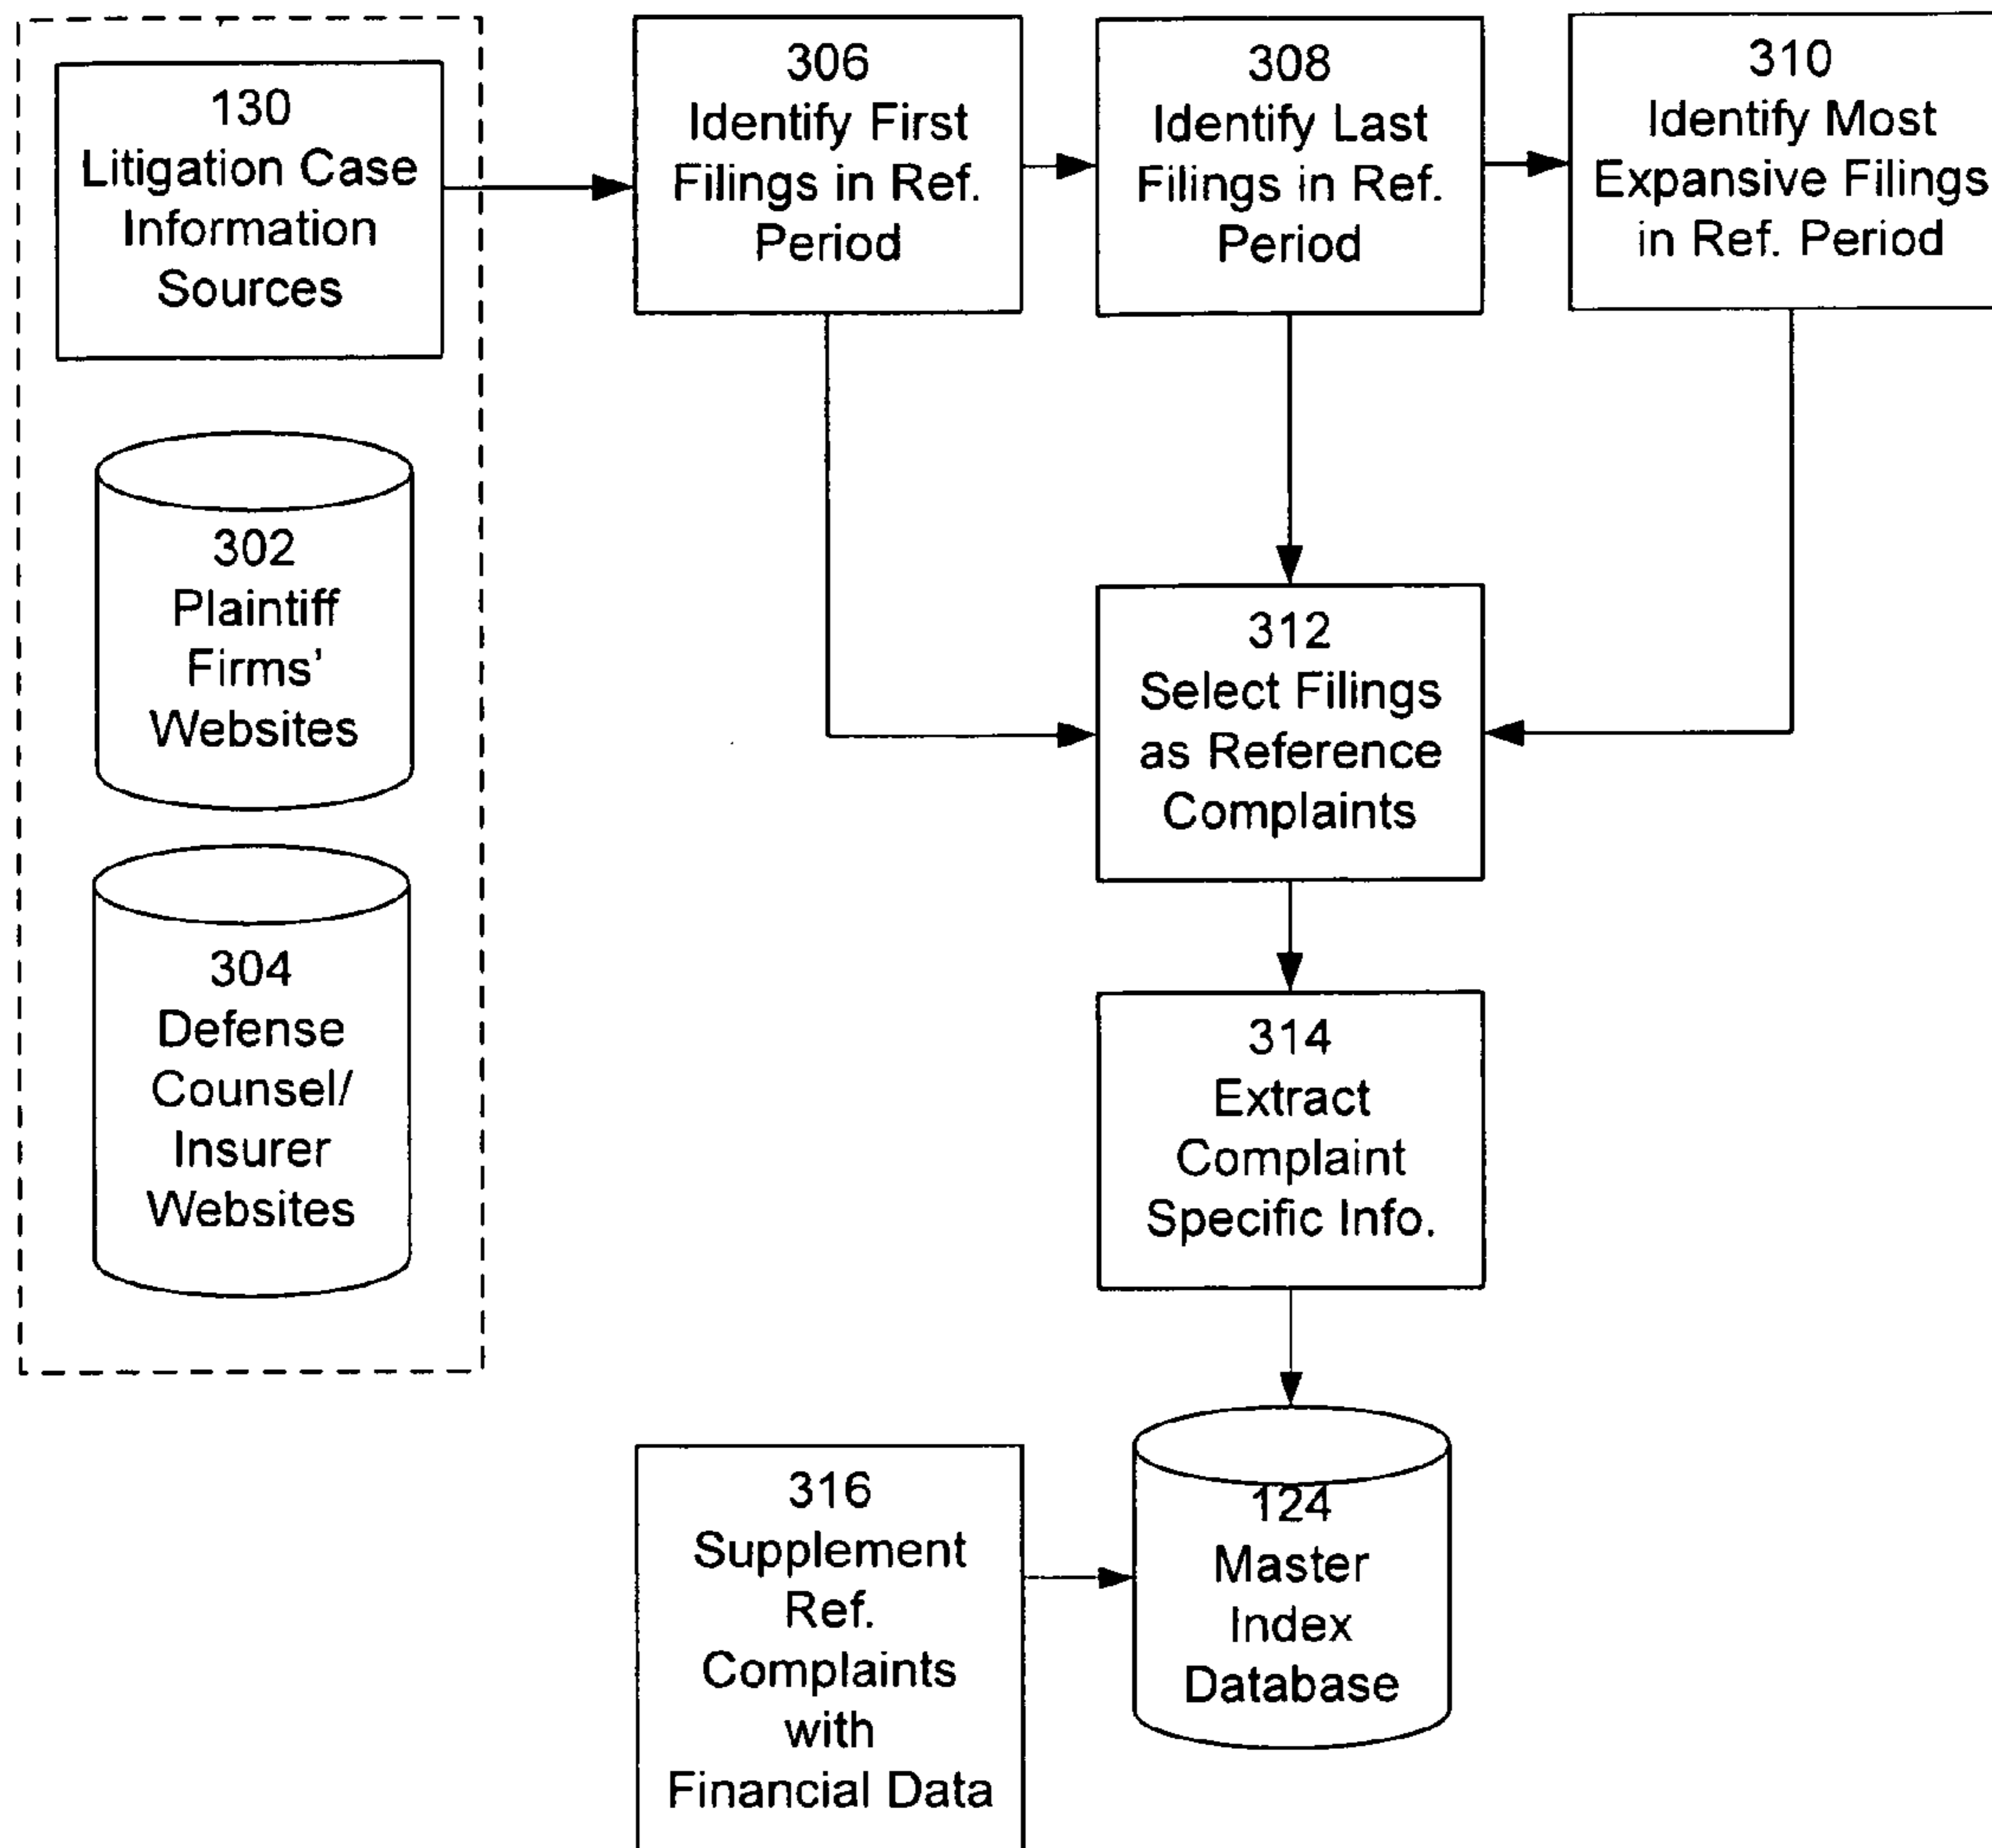 130
Litigation Case
Information
Sources
302
Plaintiff
Firms’
Websites
304
Defense
Counsel/
Insurer
Websites
306
Identify First
Filings in Ref.
Period
308
Identify Last
Filings in Ref.
Period
310
Identify Most
Expansive Filings
in Ref. Period
312
Select Filings
as Reference
Complaints
314
Extract
Complaint
Specific Info.
316
Supplement
Ref.
Complaints
with
Financial Data
124
Master
Index
Database